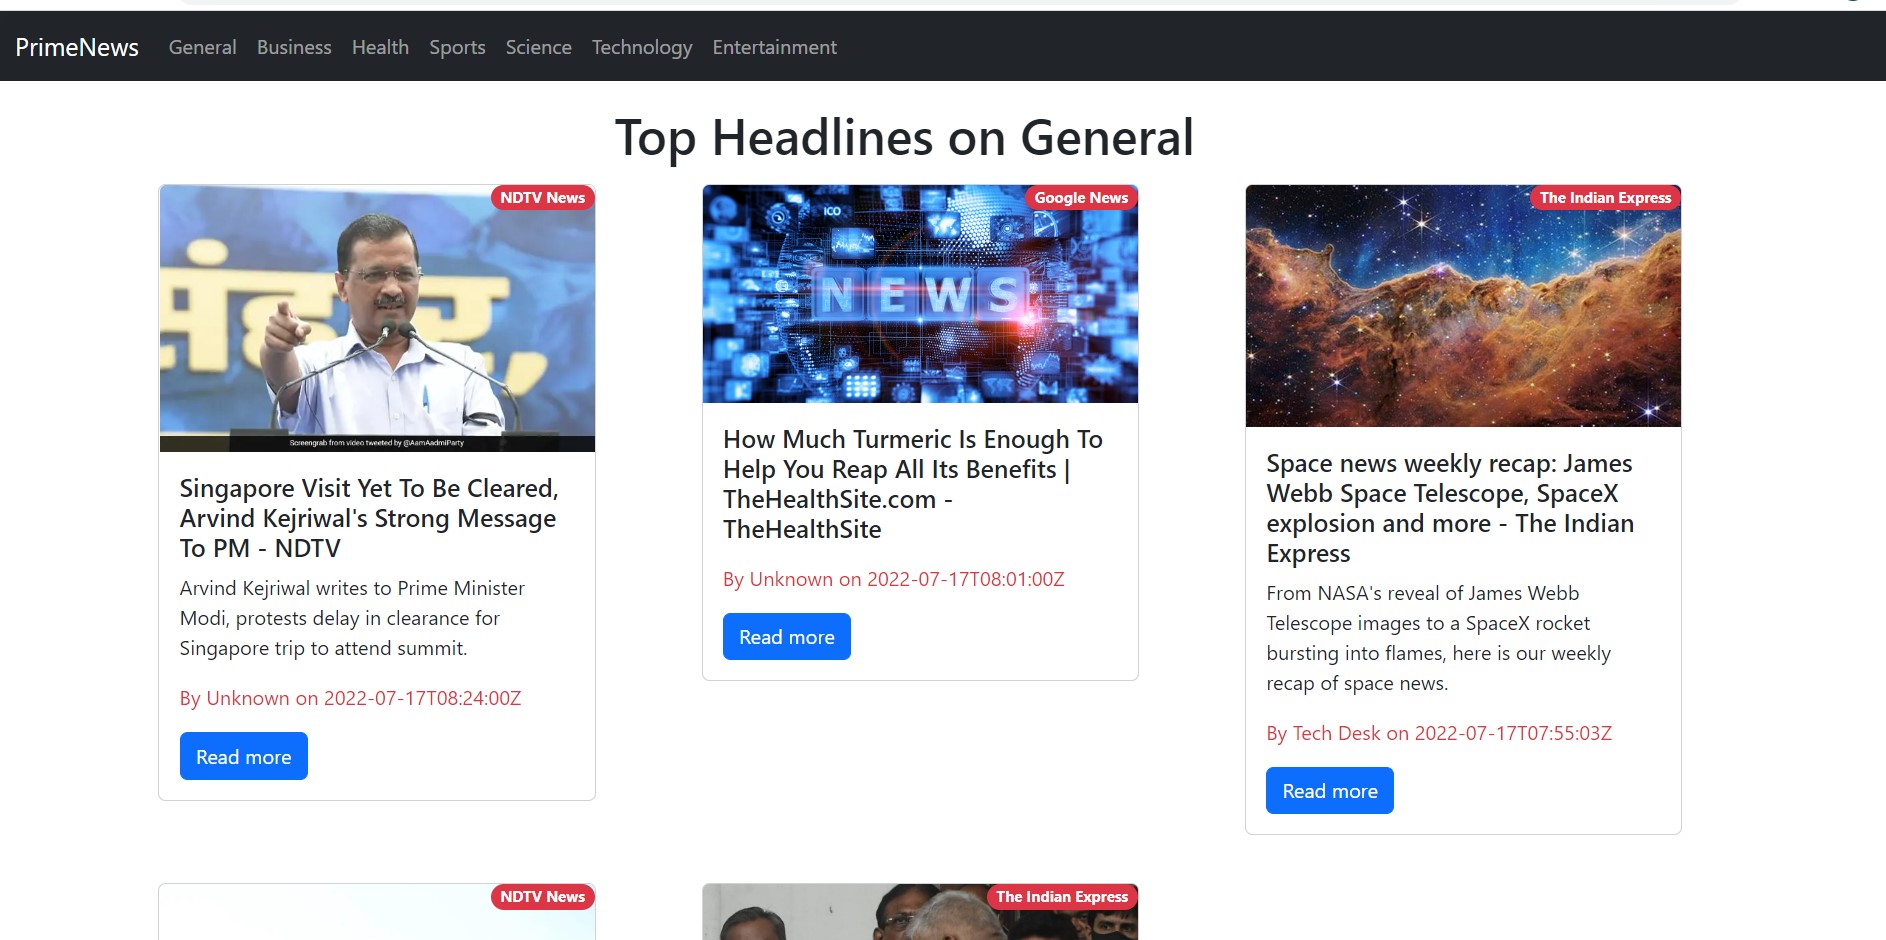 PrimeNews General Business Health Sports Science Technology Entertainment
Top Headlines on General
NDTV News
Screengrab from video tweeted by @AamAadmiParty
Singapore Visit Yet To Be Cleared,
Arvind Kejriwal's Strong Message
To PM - NDTV
Arvind Kejriwal writes to Prime Minister
Modi, protests delay in clearance for
Singapore trip to attend summit.
By Unknown on 2022-07-17T08:24:00Z
Read more
Google News
ICO
NEWS
How Much Turmeric Is Enough To
Help You Reap All Its Benefits |
TheHealthSite.com -
TheHealthSite
By Unknown on 2022-07-17T08:01:00Z
Read more
The Indian Express
Space news weekly recap: James
Webb Space Telescope, SpaceX
explosion and more - The Indian
Express
From NASA's reveal of James Webb
Telescope images to a SpaceX rocket
bursting into flames, here is our weekly
recap of space news.
By Tech Desk on 2022-07-17T07:55:03Z
Read more
NDTV News
The Indian Express